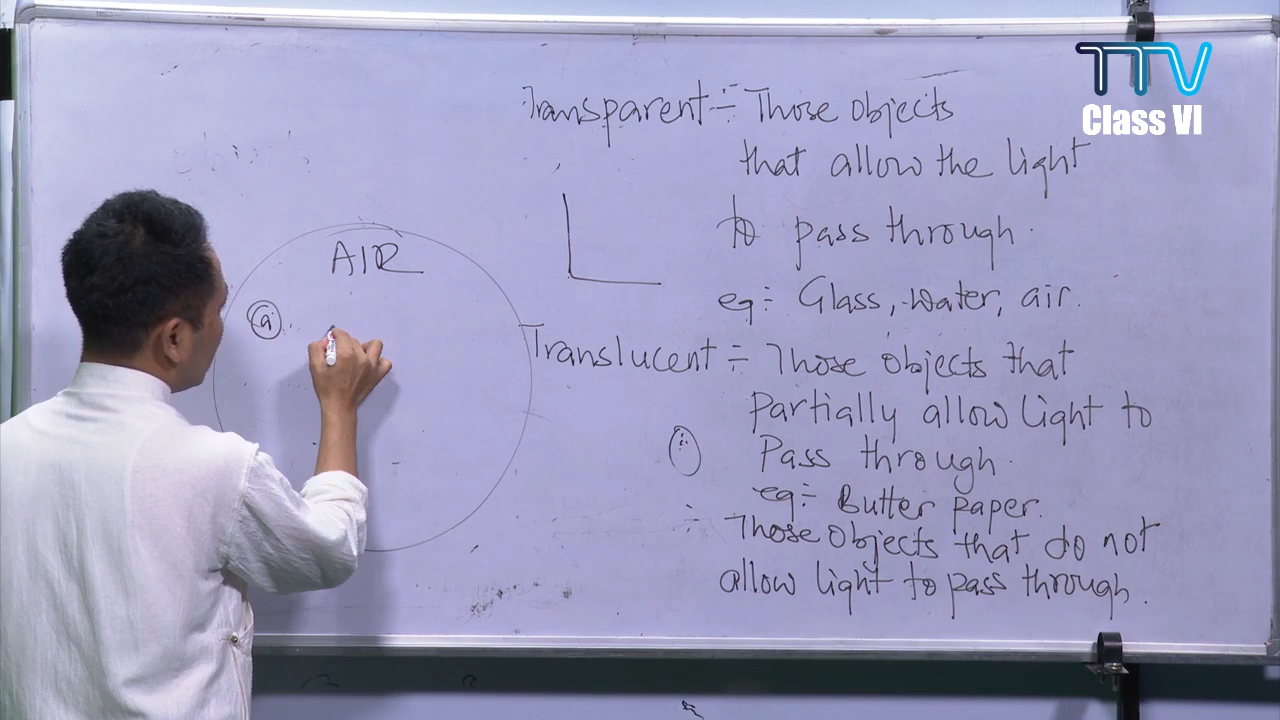 TTV
Class VI
Transparent :- Those objects
that allow the light
to pass through.
eg :- Glass, water, air.
Translucent :- Those objects that
partially allow light to
Pass through.
eg :- Butter paper.
Those objects that do not
allow light to pass through.
AIR
a